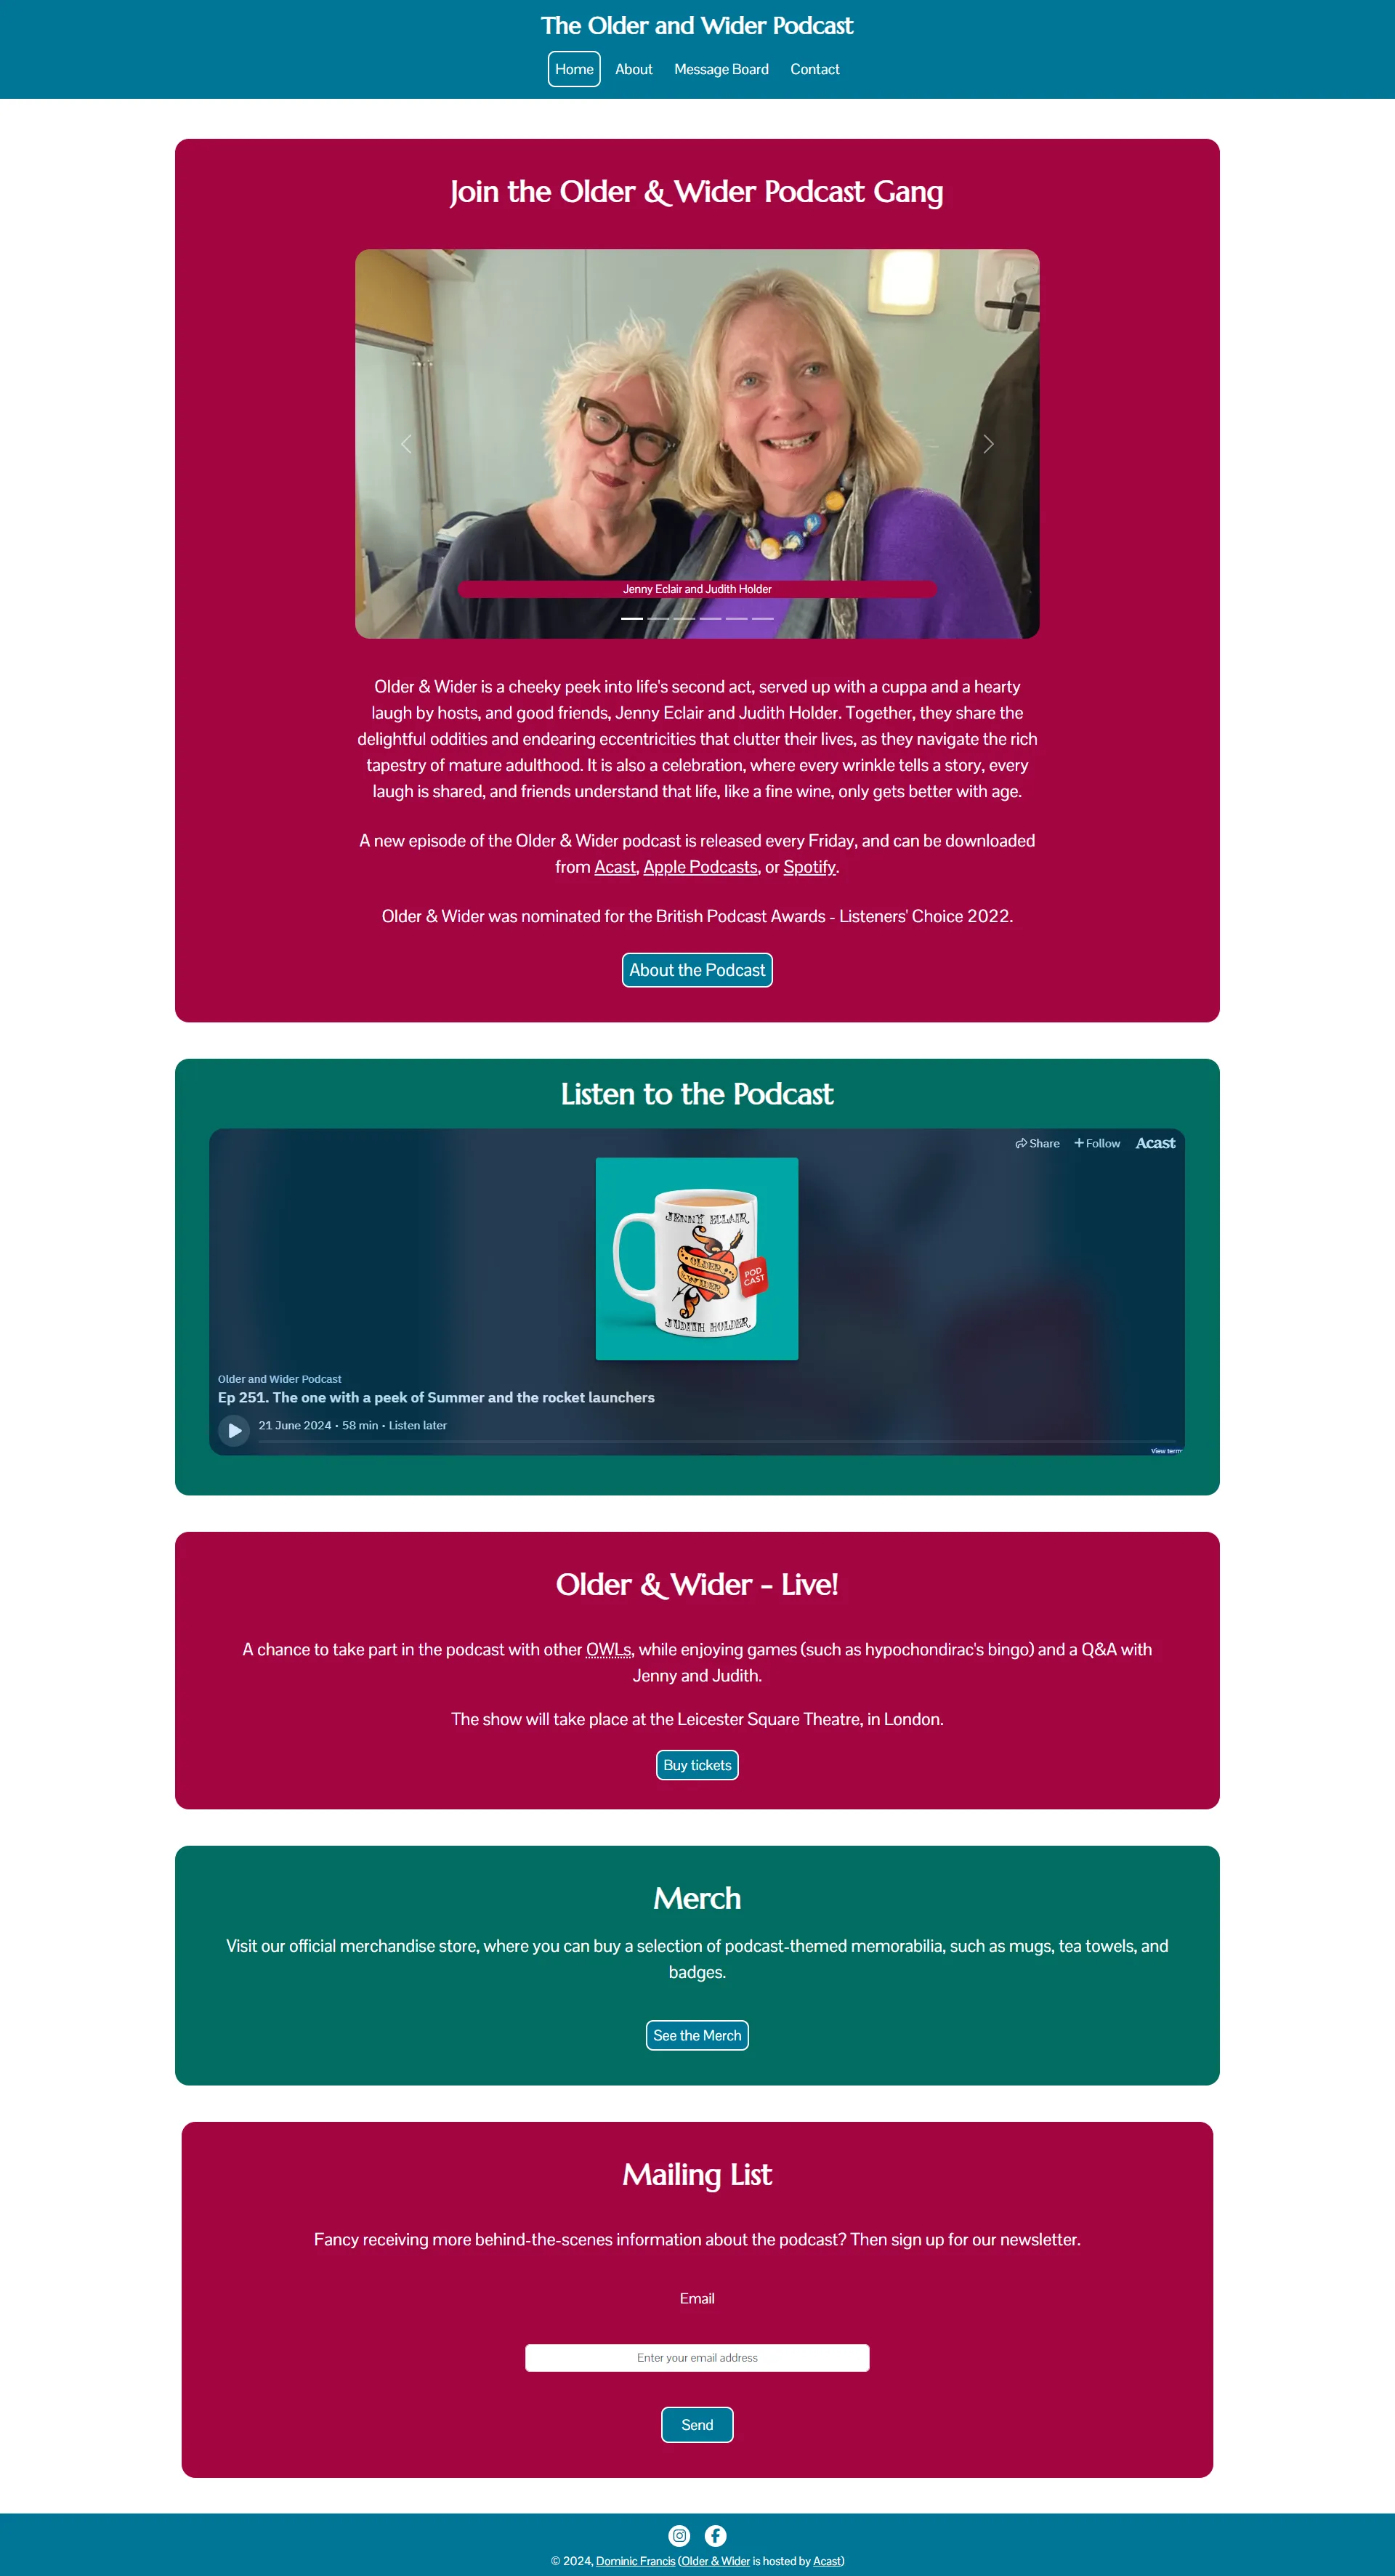 The Older and Wider Podcast
Home About Message Board Contact
Join the Older & Wider Podcast Gang
Jenny Eclair and Judith Holder
Older & Wider is a cheeky peek into life's second act, served up with a cuppa and a hearty
laugh by hosts, and good friends, Jenny Eclair and Judith Holder. Together, they share the
delightful oddities and endearing eccentricities that clutter their lives, as they navigate the rich
tapestry of mature adulthood. It is also a celebration, where every wrinkle tells a story, every
laugh is shared, and friends understand that life, like a fine wine, only gets better with age.
A new episode of the Older & Wider podcast is released every Friday, and can be downloaded
from Acast, Apple Podcasts, or Spotify.
Older & Wider was nominated for the British Podcast Awards - Listeners' Choice 2022.
About the Podcast
Listen to the Podcast
Share Follow Acast
JENNY ECLAIR
OLDER
WIDER
POD
CAST
JUDITH HOLDER
Older and Wider Podcast
Ep 251. The one with a peek of Summer and the rocket launchers
21 June 2024 • 58 min • Listen later
View terms
Older & Wider - Live!
A chance to take part in the podcast with other OWLs, while enjoying games (such as hypochondirac's bingo) and a Q&A with
Jenny and Judith.
The show will take place at the Leicester Square Theatre, in London.
Buy tickets
Merch
Visit our official merchandise store, where you can buy a selection of podcast-themed memorabilia, such as mugs, tea towels, and
badges.
See the Merch
Mailing List
Fancy receiving more behind-the-scenes information about the podcast? Then sign up for our newsletter.
Email
Enter your email address
Send
© 2024, Dominic Francis (Older & Wider is hosted by Acast)